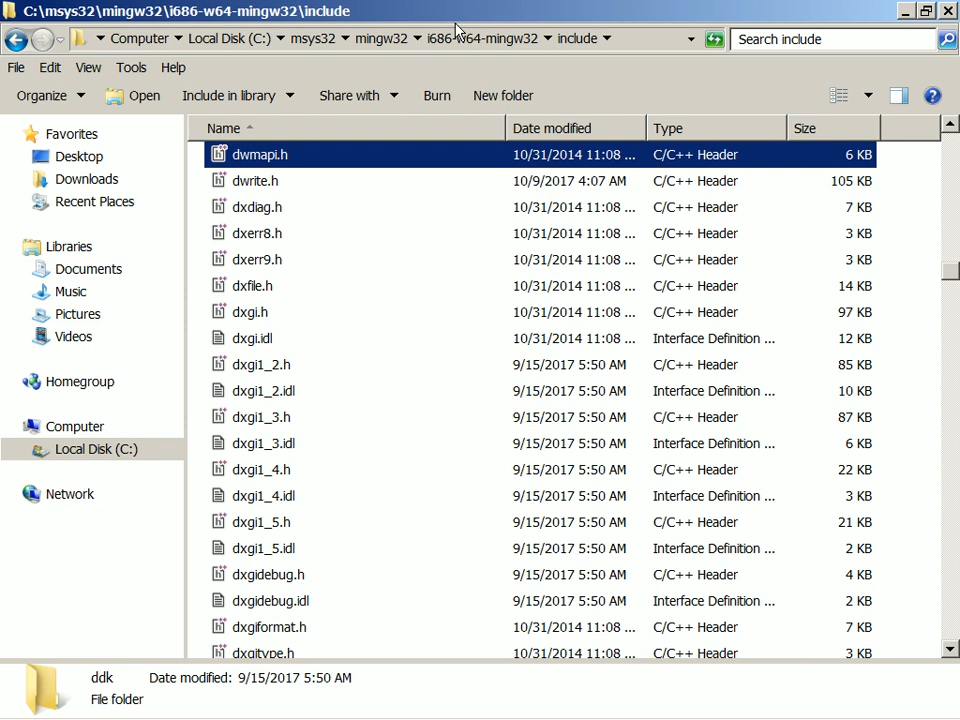 C:\msys32\mingw32\i686-w64-mingw32\include
Computer Local Disk (C:) msys32 mingw32 i686-w64-mingw32 include Search include
File Edit View Tools Help
Organize Open Include in library Share with Burn New folder
Favorites
Desktop
Downloads
Recent Places
Libraries
Documents
Music
Pictures
Videos
Homegroup
Computer
Local Disk (C:)
Network
Name Date modified Type Size
dwmapi.h 10/31/2014 11:08 ... C/C++ Header 6 KB
dwrite.h 10/9/2017 4:07 AM C/C++ Header 105 KB
dxdiag.h 10/31/2014 11:08 ... C/C++ Header 7 KB
dxerr8.h 10/31/2014 11:08 ... C/C++ Header 3 KB
dxerr9.h 10/31/2014 11:08 ... C/C++ Header 3 KB
dxfile.h 10/31/2014 11:08 ... C/C++ Header 14 KB
dxgi.h 10/31/2014 11:08 ... C/C++ Header 97 KB
dxgi.idl 10/31/2014 11:08 ... Interface Definition ... 12 KB
dxgi1_2.h 9/15/2017 5:50 AM C/C++ Header 85 KB
dxgi1_2.idl 9/15/2017 5:50 AM Interface Definition ... 10 KB
dxgi1_3.h 9/15/2017 5:50 AM C/C++ Header 87 KB
dxgi1_3.idl 9/15/2017 5:50 AM Interface Definition ... 6 KB
dxgi1_4.h 9/15/2017 5:50 AM C/C++ Header 22 KB
dxgi1_4.idl 9/15/2017 5:50 AM Interface Definition ... 3 KB
dxgi1_5.h 9/15/2017 5:50 AM C/C++ Header 21 KB
dxgi1_5.idl 9/15/2017 5:50 AM Interface Definition ... 2 KB
dxgidebug.h 9/15/2017 5:50 AM C/C++ Header 4 KB
dxgidebug.idl 9/15/2017 5:50 AM Interface Definition ... 2 KB
dxgiformat.h 10/31/2014 11:08 ... C/C++ Header 7 KB
dxgitype.h 10/31/2014 11:08 ... C/C++ Header 3 KB
ddk Date modified: 9/15/2017 5:50 AM
File folder